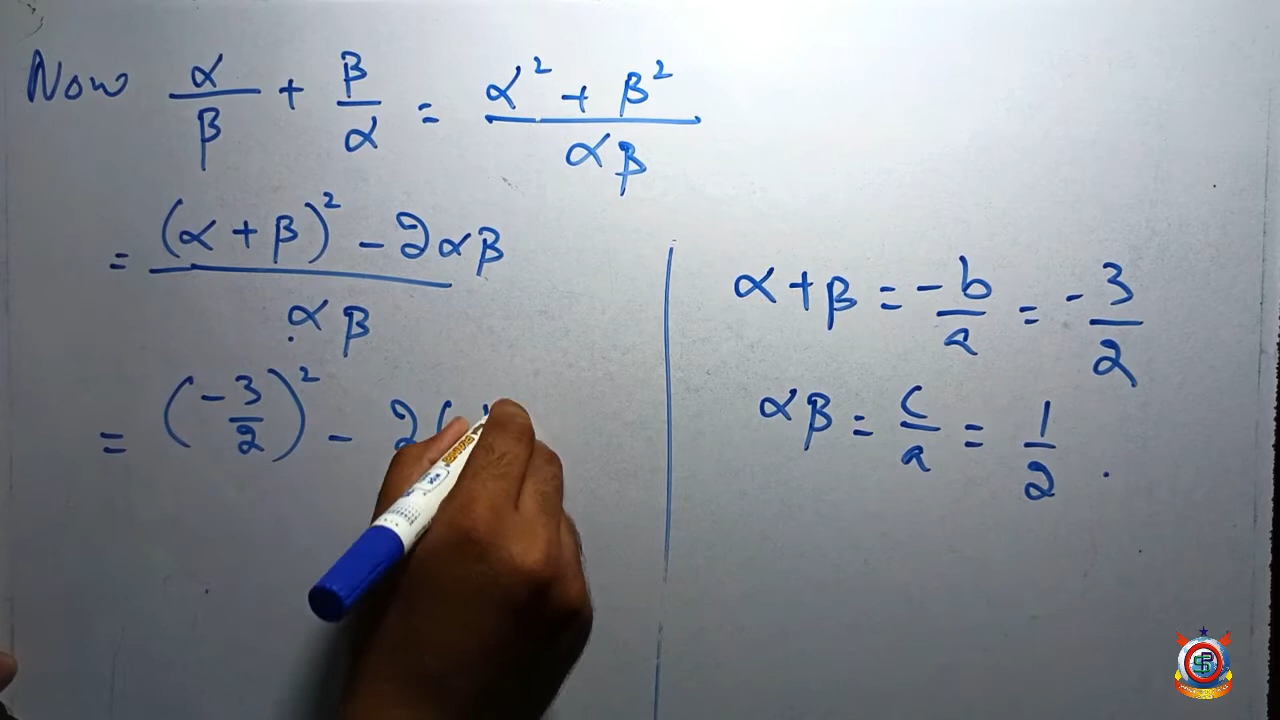 Now α/β + β/α = α² + β² / αβ
= (α + β)² - 2αβ / αβ
= (-3/2)² - 2(
α + β = -b/a = -3/2
αβ = c/a = 1/2 .